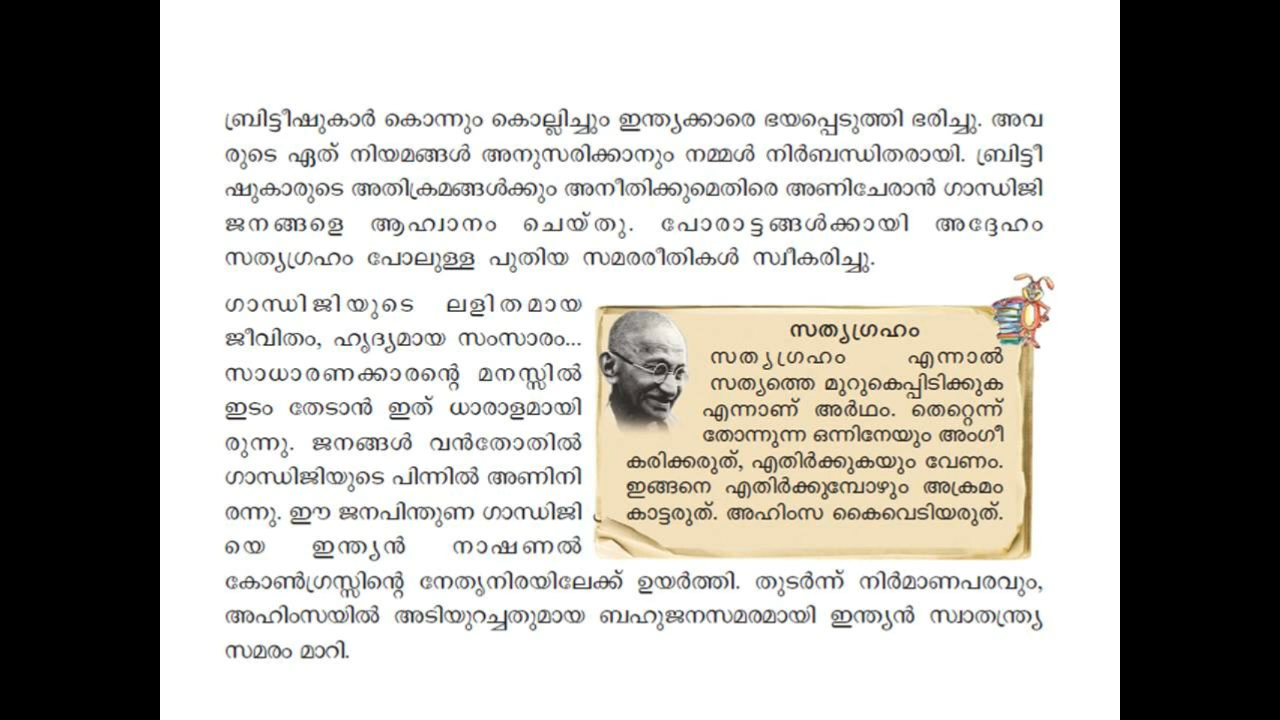 ബ്രിട്ടീഷുകാർ കൊന്നും കൊല്ലിച്ചും ഇന്ത്യക്കാരെ ഭയപ്പെടുത്തി ഭരിച്ചു. അവ
രുടെ ഏത് നിയമങ്ങൾ അനുസരിക്കാനും നമ്മൾ നിർബന്ധിതരായി. ബ്രിട്ടീ
ഷുകാരുടെ അതിക്രമങ്ങൾക്കും അനീതിക്കുമെതിരെ അണിചേരാൻ ഗാന്ധിജി
ജനങ്ങളെ ആഹ്വാനം ചെയ്തു. പോരാട്ടങ്ങൾക്കായി അദ്ദേഹം
സത്യഗ്രഹം പോലുള്ള പുതിയ സമരരീതികൾ സ്വീകരിച്ചു.
ഗാന്ധിജിയുടെ ലളിതമായ
ജീവിതം, ഹൃദ്യമായ സംസാരം...
സാധാരണക്കാരന്റെ മനസ്സിൽ
ഇടം തേടാൻ ഇത് ധാരാളമായി
രുന്നു. ജനങ്ങൾ വൻതോതിൽ
ഗാന്ധിജിയുടെ പിന്നിൽ അണിനി
രന്നു. ഈ ജനപിന്തുണ ഗാന്ധിജി
യെ ഇന്ത്യൻ നാഷണൽ
കോൺഗ്രസ്സിന്റെ നേതൃനിരയിലേക്ക് ഉയർത്തി. തുടർന്ന് നിർമാണപരവും,
അഹിംസയിൽ അടിയുറച്ചതുമായ ബഹുജനസമരമായി ഇന്ത്യൻ സ്വാതന്ത്ര്യ
സമരം മാറി.
സത്യഗ്രഹം
സത്യഗ്രഹം എന്നാൽ
സത്യത്തെ മുറുകെപ്പിടിക്കുക
എന്നാണ് അർഥം. തെറ്റെന്ന്
തോന്നുന്ന ഒന്നിനേയും അംഗീ
കരിക്കരുത്, എതിർക്കുകയും വേണം.
ഇങ്ങനെ എതിർക്കുമ്പോഴും അക്രമം
കാട്ടരുത്. അഹിംസ കൈവെടിയരുത്.